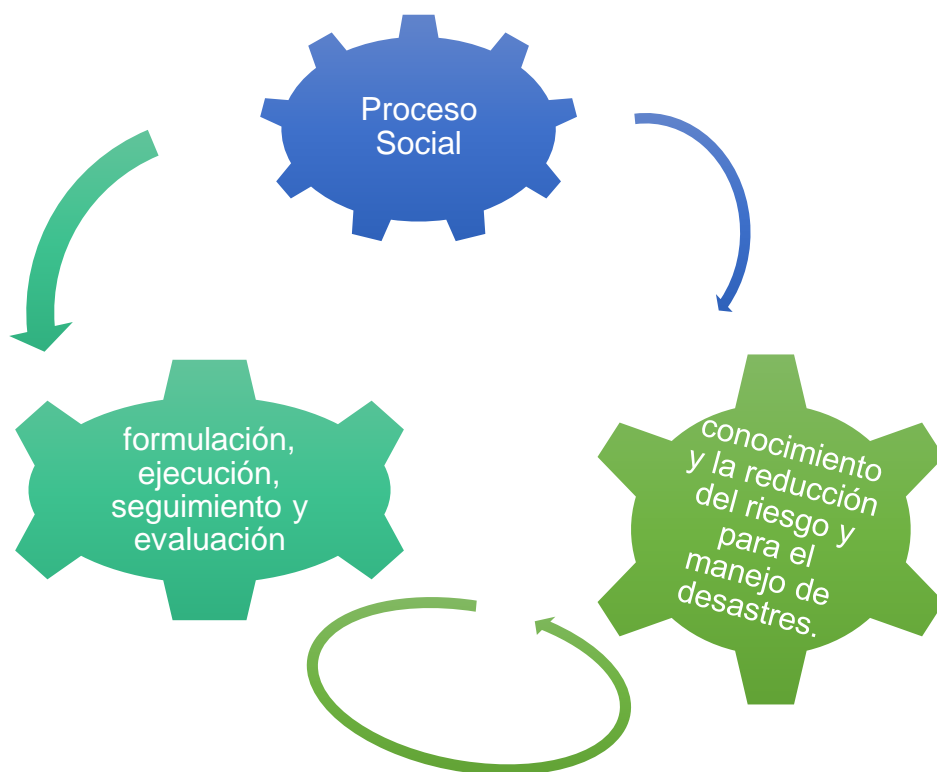 Proceso
Social
formulación,
ejecución,
seguimiento y
evaluación
conocimiento
y la reducción
del riesgo y
para el
manejo de
desastres.